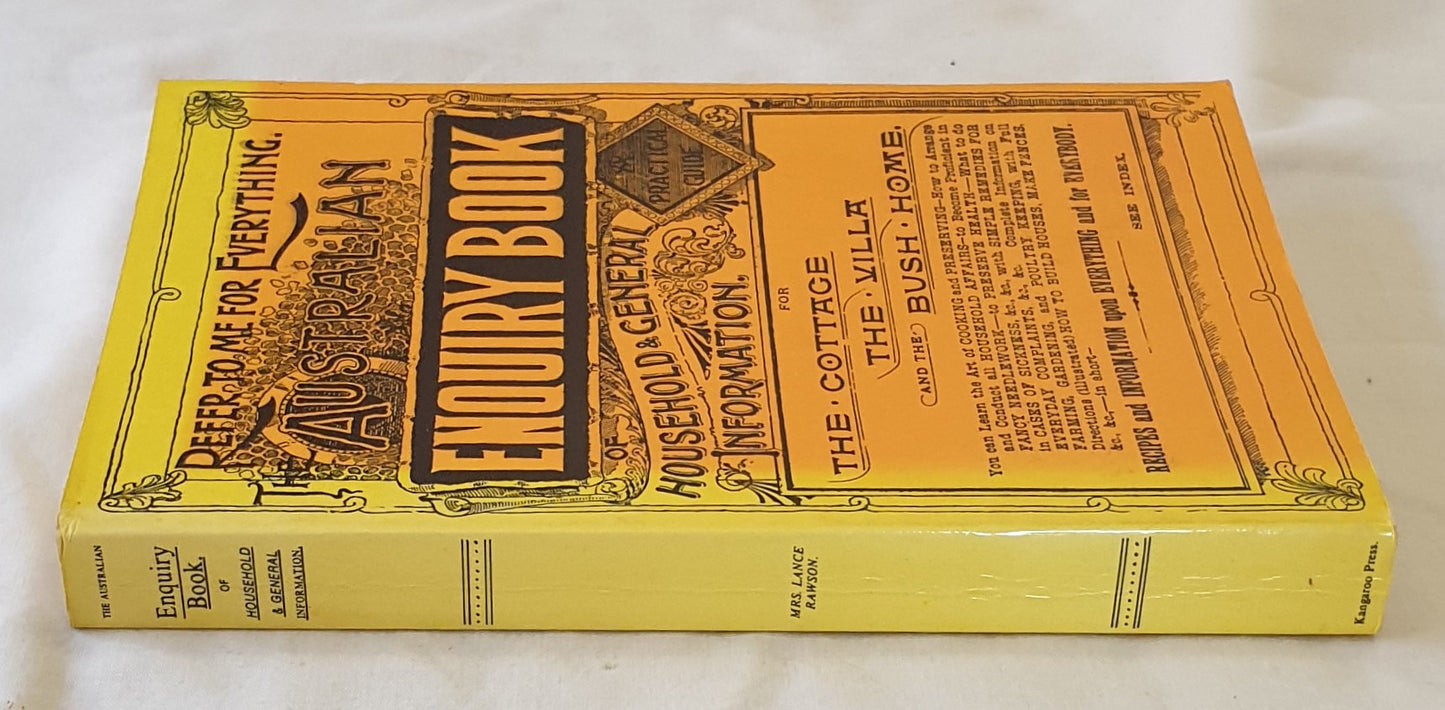 REFER TO ME FOR EVERYTHING.
THE
AUSTRALIAN
ENQUIRY BOOK
OF
HOUSEHOLD & GENERAL
INFORMATION.
&
PRACTICAL
GUIDE
FOR
THE · COTTAGE
THE · VILLA
AND THE BUSH · HOME.
You can Learn the Art of COOKING and PRESERVING—How to Arrange
and Conduct all HOUSEHOLD AFFAIRS—to Become Proficient in
FANCY NEEDLEWORK—to PRESERVE HEALTH—What to do
in CASES OF SICKNESS, &c., &c., with SIMPLE REMEDIES FOR
EVERYDAY COMPLAINTS, &c., &c. Complete Information on
FARMING, GARDENING, and POULTRY KEEPING, with Full
Directions (illustrated) HOW TO BUILD HOUSES, MAKE FENCES,
&c., &c.—in short—
RECIPES and INFORMATION upon EVERYTHING and for EVERYBODY.
SEE INDEX.
THE AUSTRALIAN
Enquiry
Book.
OF
HOUSEHOLD
& GENERAL
INFORMATION.
MRS. LANCE
RAWSON.
Kangaroo Press.